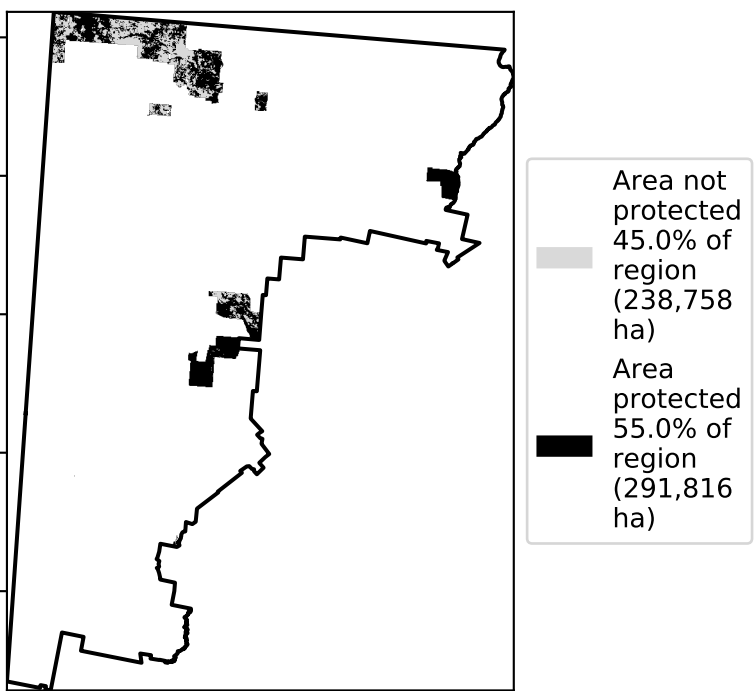 Area not
protected
45.0% of
region
(238,758
ha)
Area
protected
55.0% of
region
(291,816
ha)